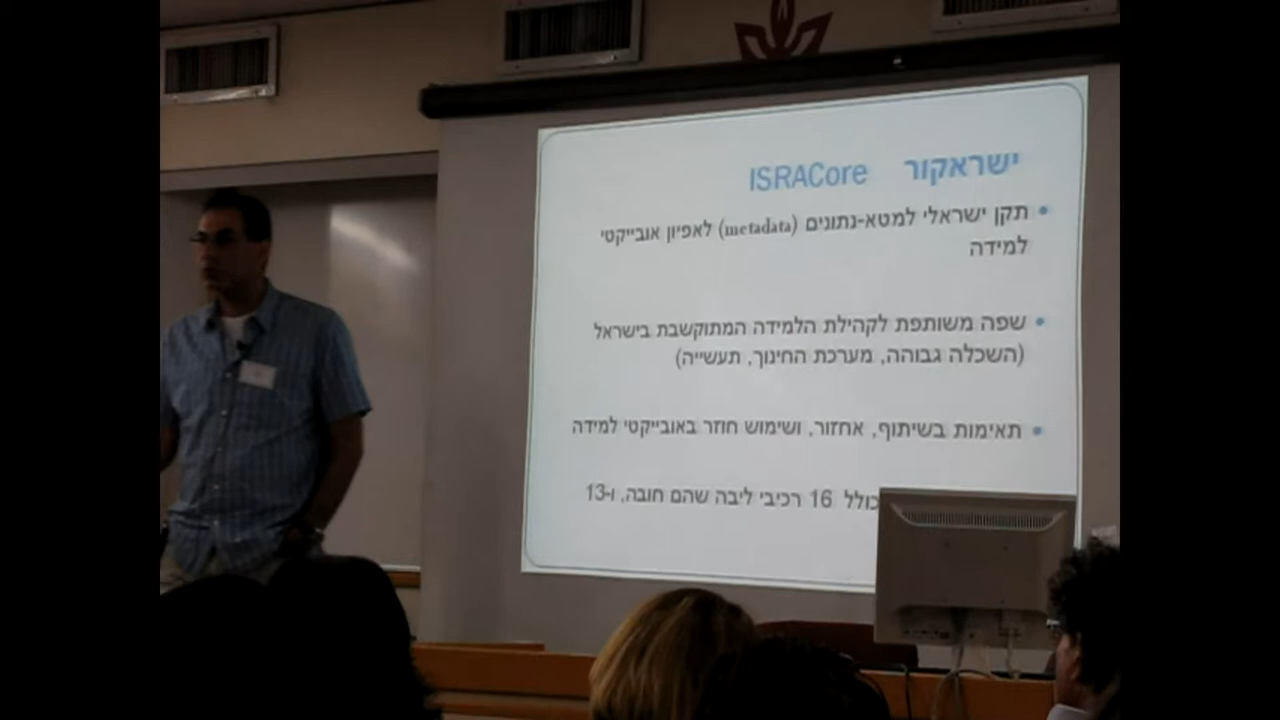 ישראקור ISRACore
• תקן ישראלי למטא-נתונים (metadata) לאפיון אובייקטי
למידה
• שפה משותפת לקהילת הלמידה המתוקשבת בישראל
(השכלה גבוהה, מערכת החינוך, תעשייה)
• תאימות בשיתוף, אחזור, ושימוש חוזר באובייקטי למידה
כולל 16 רכיבי ליבה שהם חובה, ו-13